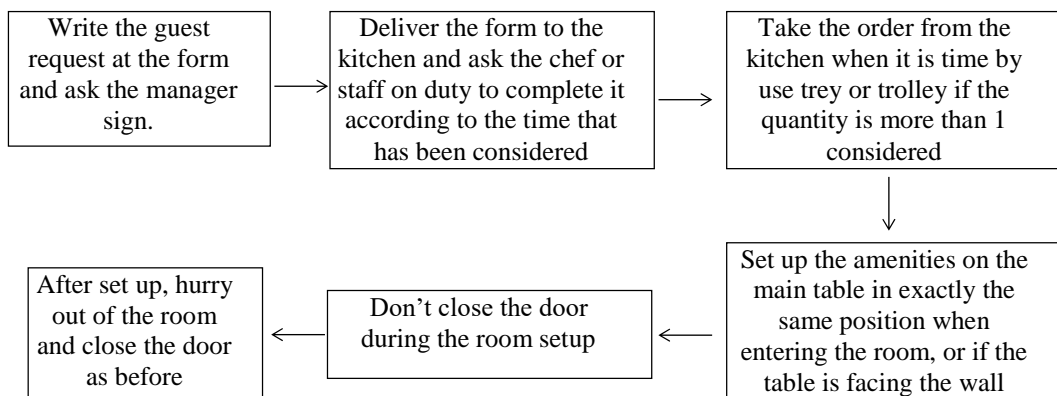 Write the guest
request at the form
and ask the manager
sign.
Deliver the form to the
kitchen and ask the chef or
staff on duty to complete it
according to the time that
has been considered
Take the order from the
kitchen when it is time by
use trey or trolley if the
quantity is more than 1
considered
Set up the amenities on the
main table in exactly the
same position when
entering the room, or if the
table is facing the wall
Don’t close the door
during the room setup
After set up, hurry
out of the room
and close the door
as before